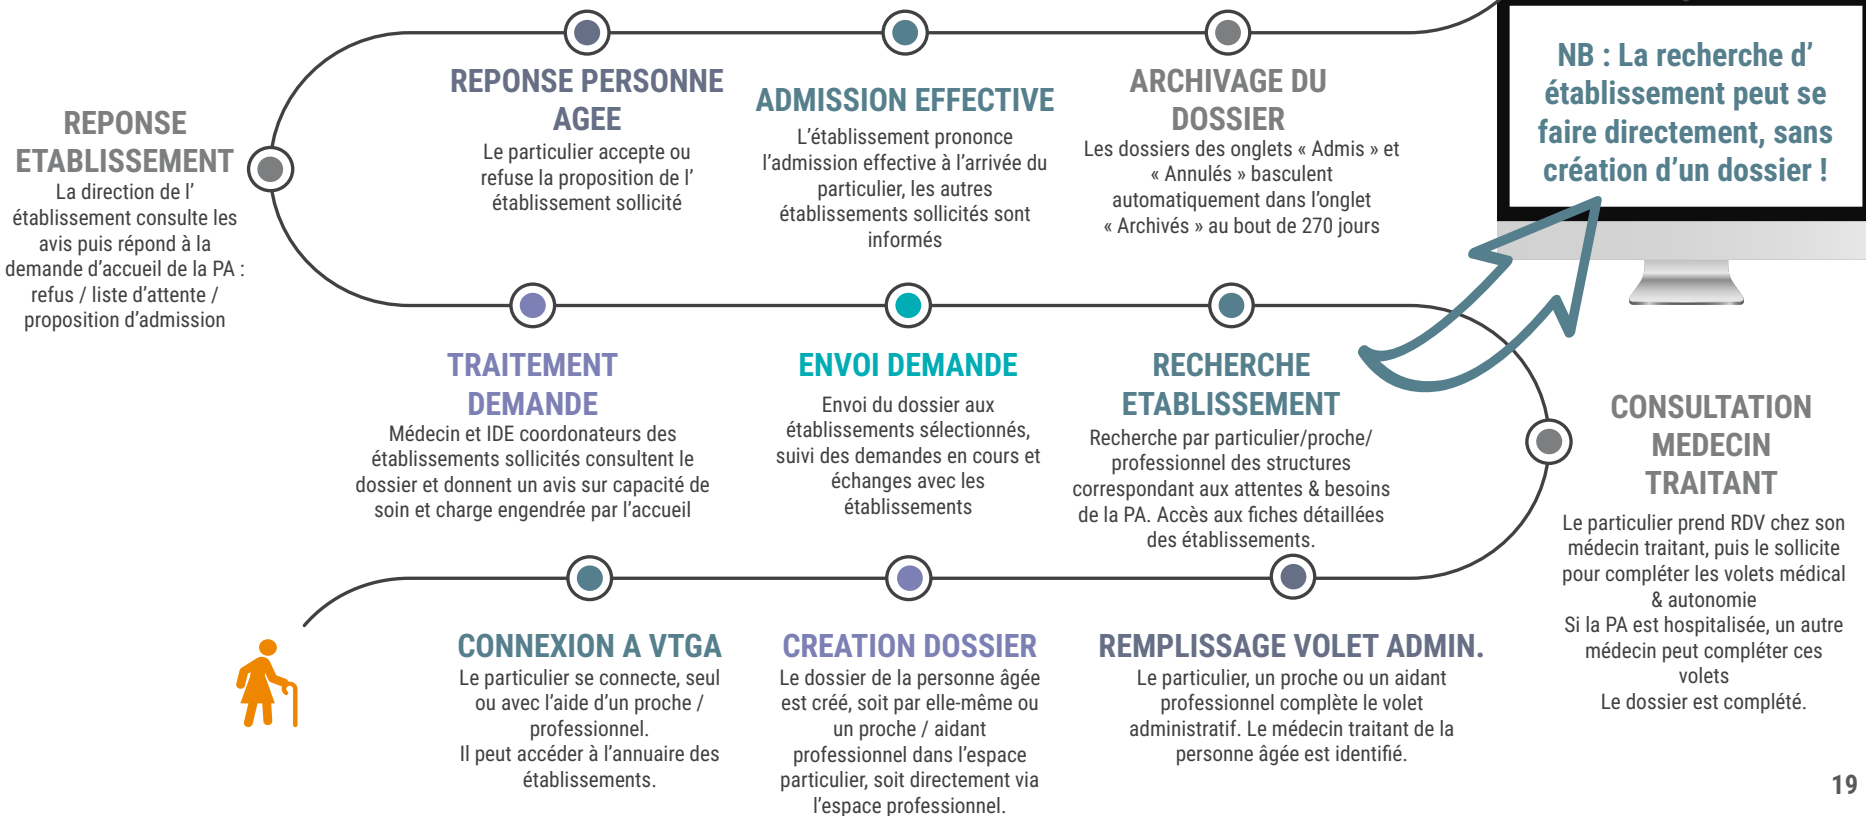 REPONSE
ETABLISSEMENT
La direction de l’
établissement consulte les
avis puis répond à la
demande d’accueil de la PA :
refus / liste d’attente /
proposition d’admission
REPONSE PERSONNE
AGEE
Le particulier accepte ou
refuse la proposition de l’
établissement sollicité
ADMISSION EFFECTIVE
L’établissement prononce
l’admission effective à l’arrivée du
particulier, les autres
établissements sollicités sont
informés
ARCHIVAGE DU
DOSSIER
Les dossiers des onglets « Admis » et
« Annulés » basculent
automatiquement dans l’onglet
« Archivés » au bout de 270 jours
NB : La recherche d’
établissement peut se
faire directement, sans
création d’un dossier !
TRAITEMENT
DEMANDE
Médecin et IDE coordonateurs des
établissements sollicités consultent le
dossier et donnent un avis sur capacité de
soin et charge engendrée par l’accueil
ENVOI DEMANDE
Envoi du dossier aux
établissements sélectionnés,
suivi des demandes en cours et
échanges avec les
établissements
RECHERCHE
ETABLISSEMENT
Recherche par particulier/proche/
professionnel des structures
correspondant aux attentes & besoins
de la PA. Accès aux fiches détaillées
des établissements.
CONSULTATION
MEDECIN
TRAITANT
Le particulier prend RDV chez son
médecin traitant, puis le sollicite
pour compléter les volets médical
& autonomie
Si la PA est hospitalisée, un autre
médecin peut compléter ces
volets
Le dossier est complété.
CONNEXION A VTGA
Le particulier se connecte, seul
ou avec l’aide d’un proche /
professionnel.
Il peut accéder à l’annuaire des
établissements.
CREATION DOSSIER
Le dossier de la personne âgée
est créé, soit par elle-même ou
un proche / aidant
professionnel dans l’espace
particulier, soit directement via
l’espace professionnel.
REMPLISSAGE VOLET ADMIN.
Le particulier, un proche ou un aidant
professionnel complète le volet
administratif. Le médecin traitant de la
personne âgée est identifié.
19